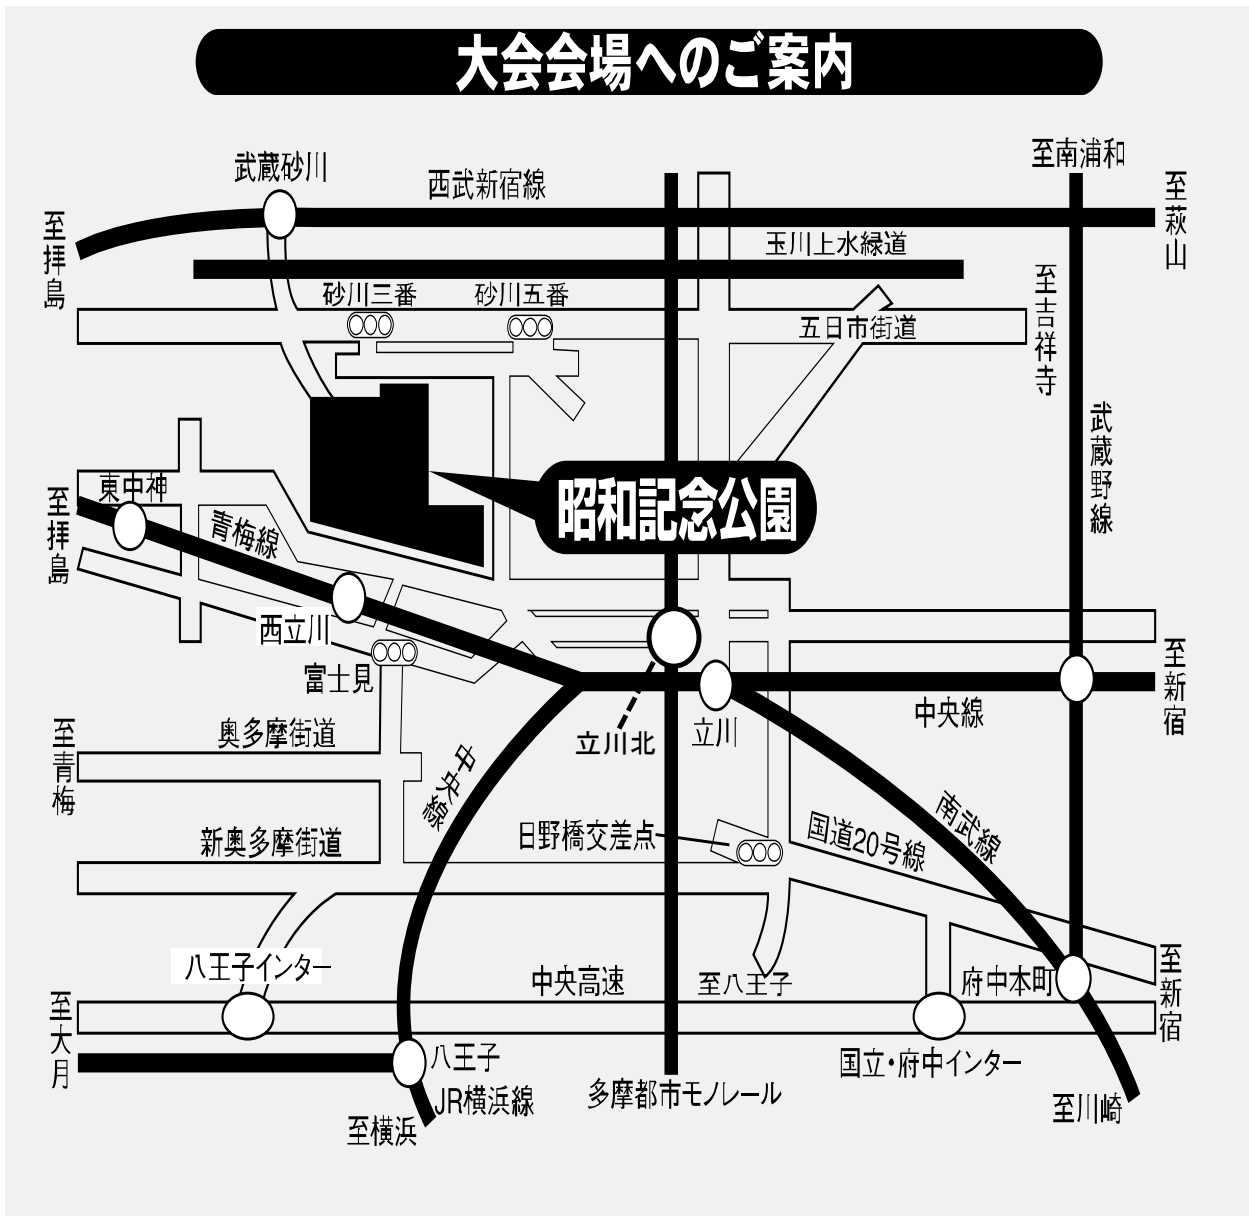 大会会場へのご案内
武蔵砂川
西武新宿線
至南浦和
至萩山
至拝島
玉川上水緑道
砂川三番
砂川五番
五日市街道
至吉祥寺
武蔵野線
東中神
至拝島
青梅線
昭和記念公園
西立川
富士見
至新宿
中央線
立川北
立川
奥多摩街道
至青梅
中央線
新奥多摩街道
日野橋交差点
国道20号線
南武線
八王子インター
中央高速
至八王子
府中本町
至新宿
至大月
八王子
国立・府中インター
JR横浜線
多摩都市モノレール
至川崎
至横浜